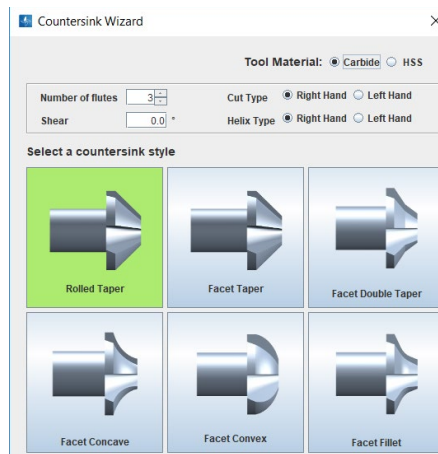 Countersink Wizard
Tool Material: Carbide HSS
Number of flutes 3 Cut Type Right Hand Left Hand
Shear 0.0 ° Helix Type Right Hand Left Hand
Select a countersink style
Rolled Taper Facet Taper Facet Double Taper
Facet Concave Facet Convex Facet Fillet